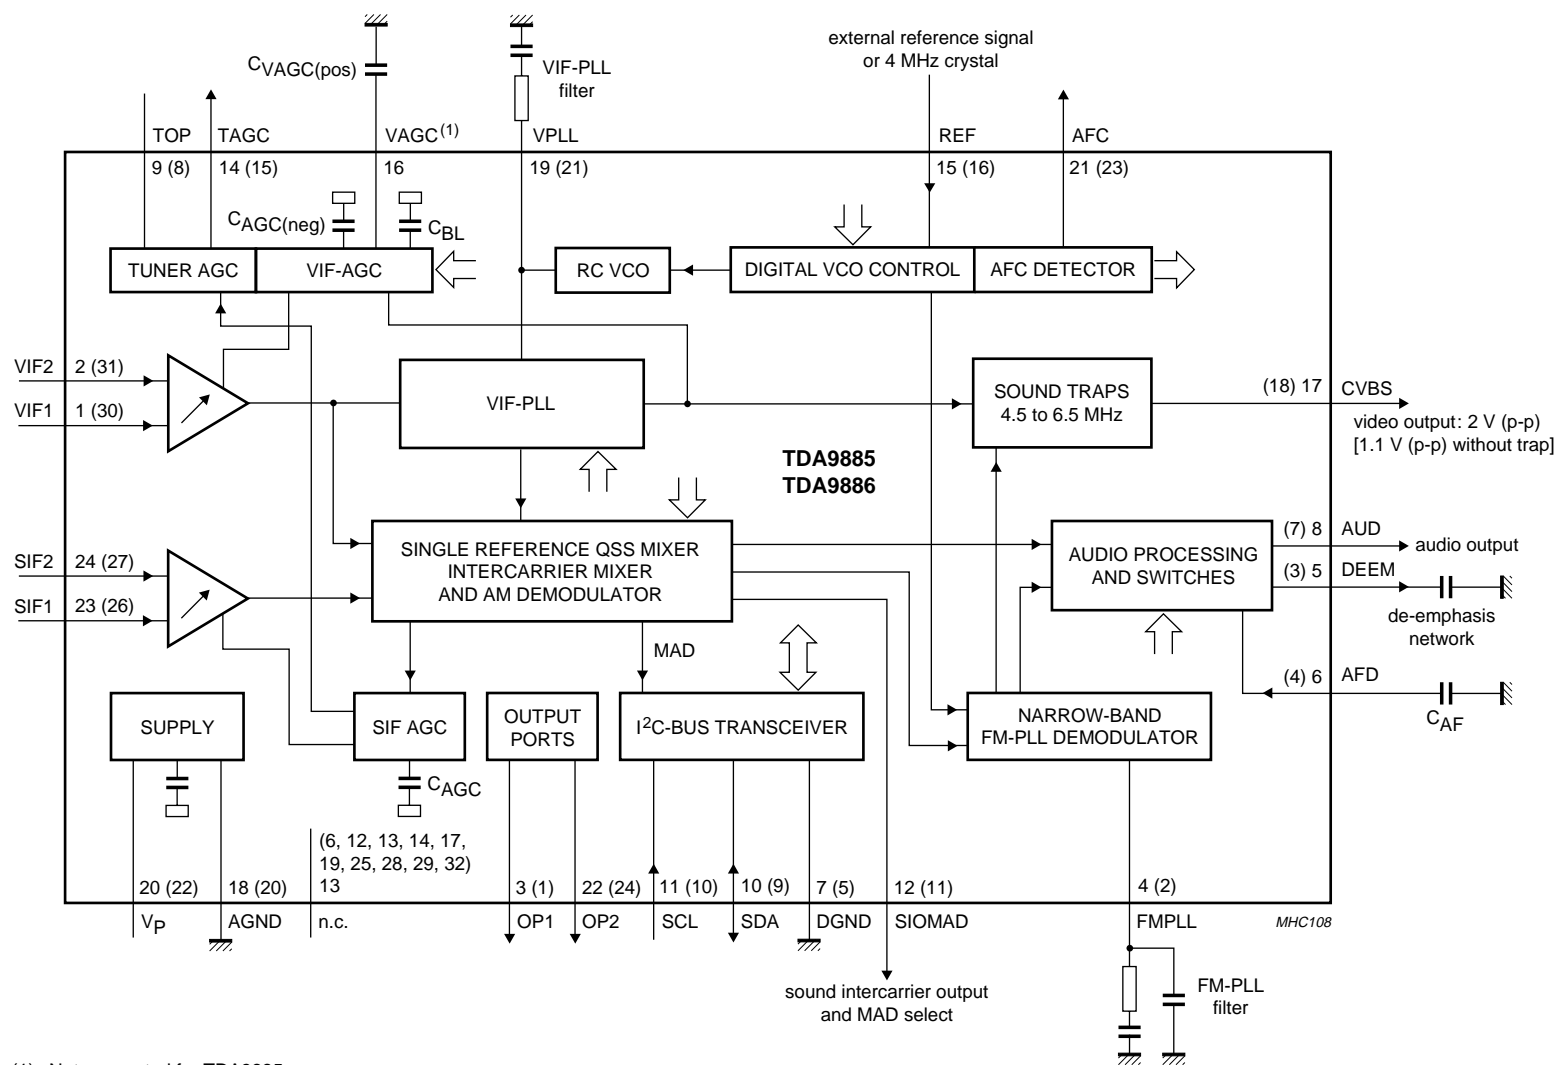 external reference signal
or 4 MHz crystal
CVAGC(pos)
VIF-PLL
filter
TOP
TAGC
VAGC(1)
VPLL
REF
AFC
9 (8)
14 (15)
16
19 (21)
15 (16)
21 (23)
CAGC(neg)
CBL
TUNER AGC
VIF-AGC
RC VCO
DIGITAL VCO CONTROL
AFC DETECTOR
VIF2
2 (31)
VIF1
1 (30)
VIF-PLL
SOUND TRAPS
4.5 to 6.5 MHz
(18) 17
CVBS
video output: 2 V (p-p)
[1.1 V (p-p) without trap]
TDA9885
TDA9886
SIF2
24 (27)
SIF1
23 (26)
SINGLE REFERENCE QSS MIXER
INTERCARRIER MIXER
AND AM DEMODULATOR
AUDIO PROCESSING
AND SWITCHES
(7) 8
AUD
audio output
(3) 5
DEEM
de-emphasis
network
MAD
(4) 6
AFD
CAF
SUPPLY
SIF AGC
OUTPUT
PORTS
I2C-BUS TRANSCEIVER
NARROW-BAND
FM-PLL DEMODULATOR
CAGC
(6, 12, 13, 14, 17,
19, 25, 28, 29, 32)
13
20 (22)
18 (20)
3 (1)
22 (24)
11 (10)
10 (9)
7 (5)
12 (11)
4 (2)
VP
AGND
n.c.
OP1
OP2
SCL
SDA
DGND
SIOMAD
FMPLL
MHC108
sound intercarrier output
and MAD select
FM-PLL
filter